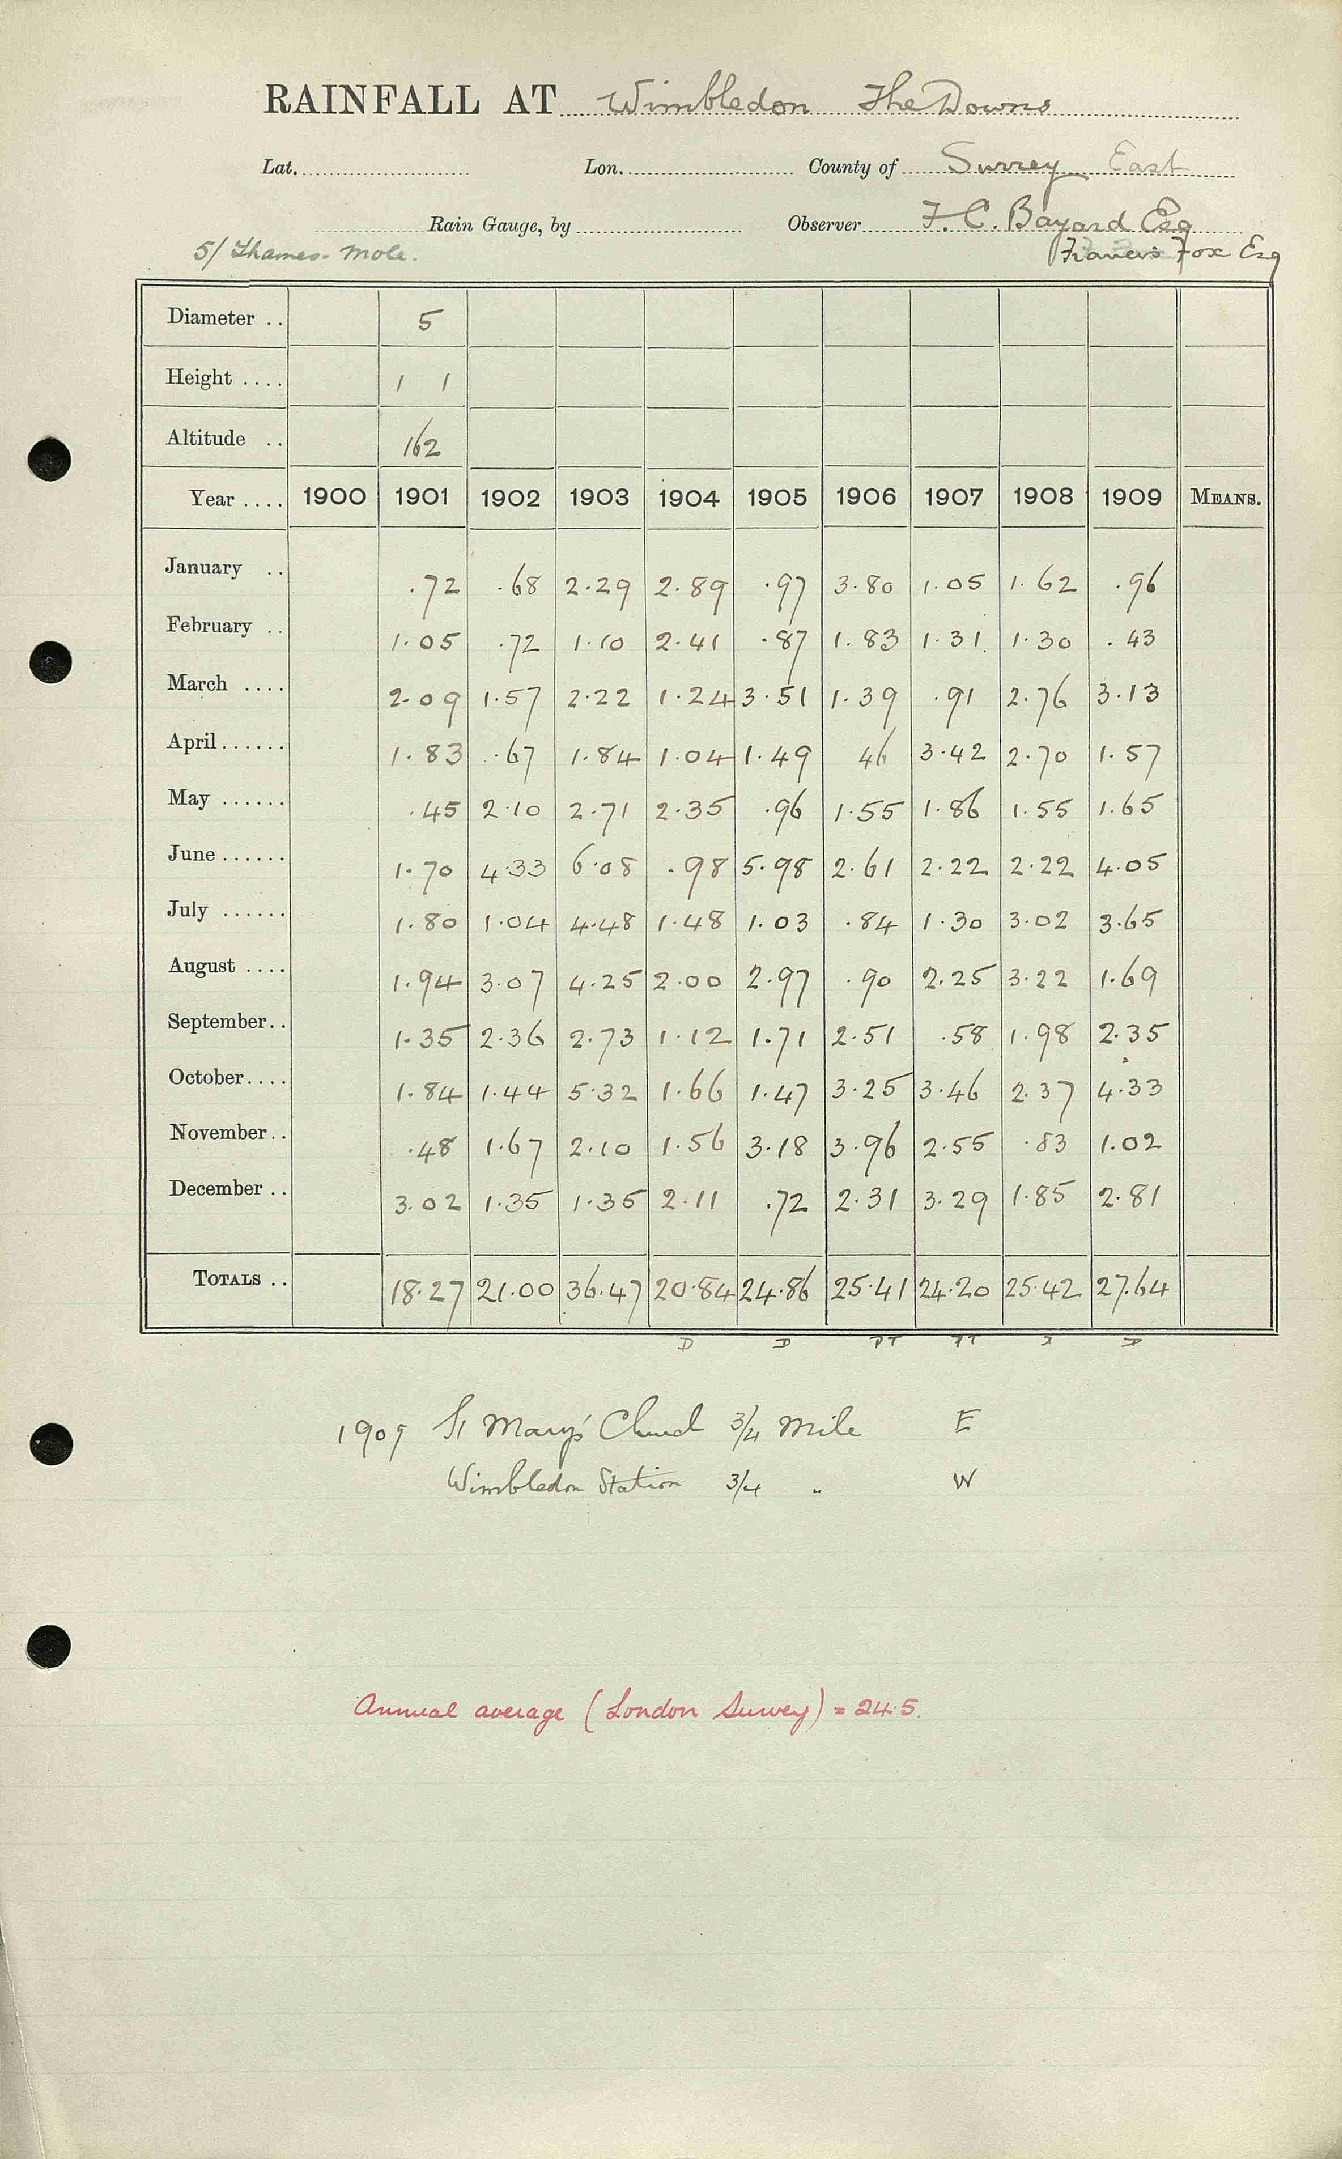 RAINFALL AT Wimbledon The Downs
Lat. Lon. County of Surrey East
Rain Gauge, by Observer F. C. Bayard Esq
5/ Thames - Mole. Francis Fox Esq
Diameter .. 5
Height .... 1 1
Altitude .. 162
Year .... 1900 1901 1902 1903 1904 1905 1906 1907 1908 1909 MEANS.
January .. .72 .68 2.29 2.89 .97 3.80 1.05 1.62 .96
February .. 1.05 .72 1.10 2.41 .87 1.83 1.31 1.30 .43
March .... 2.09 1.57 2.22 1.24 3.51 1.39 .91 2.76 3.13
April ...... 1.83 .67 1.84 1.04 1.49 46 3.42 2.70 1.57
May ...... .45 2.10 2.71 2.35 .96 1.55 1.86 1.55 1.65
June ...... 1.70 4.33 6.08 .98 5.98 2.61 2.22 2.22 4.05
July ...... 1.80 1.04 4.48 1.48 1.03 .84 1.30 3.02 3.65
August .... 1.94 3.07 4.25 2.00 2.97 .90 2.25 3.22 1.69
September .. 1.35 2.36 2.73 1.12 1.71 2.51 .58 1.98 2.35
October .... 1.84 1.44 5.32 1.66 1.47 3.25 3.46 2.37 4.33
November .. .48 1.67 2.10 1.56 3.18 3.96 2.55 .83 1.02
December .. 3.02 1.35 1.35 2.11 .72 2.31 3.29 1.85 2.81
TOTALS .. 18.27 21.00 36.47 20.84 24.86 25.41 24.20 25.42 27.64
D D PT PT
1909 St Mary's Church 3/4 Mile E
Wimbledon Station 3/4 " W
Annual average (London Survey) = 24.5.